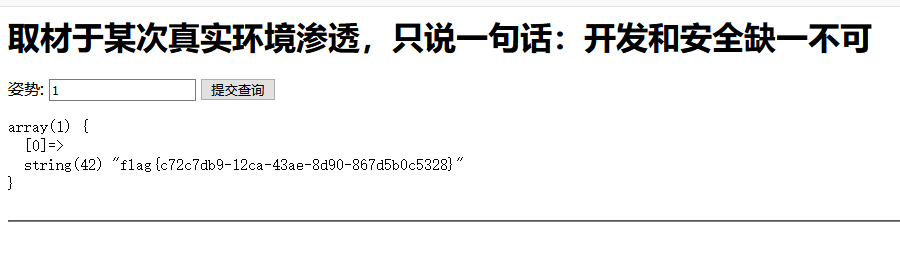 取材于某次真实环境渗透，只说一句话：开发和安全缺一不可
姿势: 1 提交查询
array(1) {
  [0]=>
  string(42) "flag{c72c7db9-12ca-43ae-8d90-867d5b0c5328}"
}